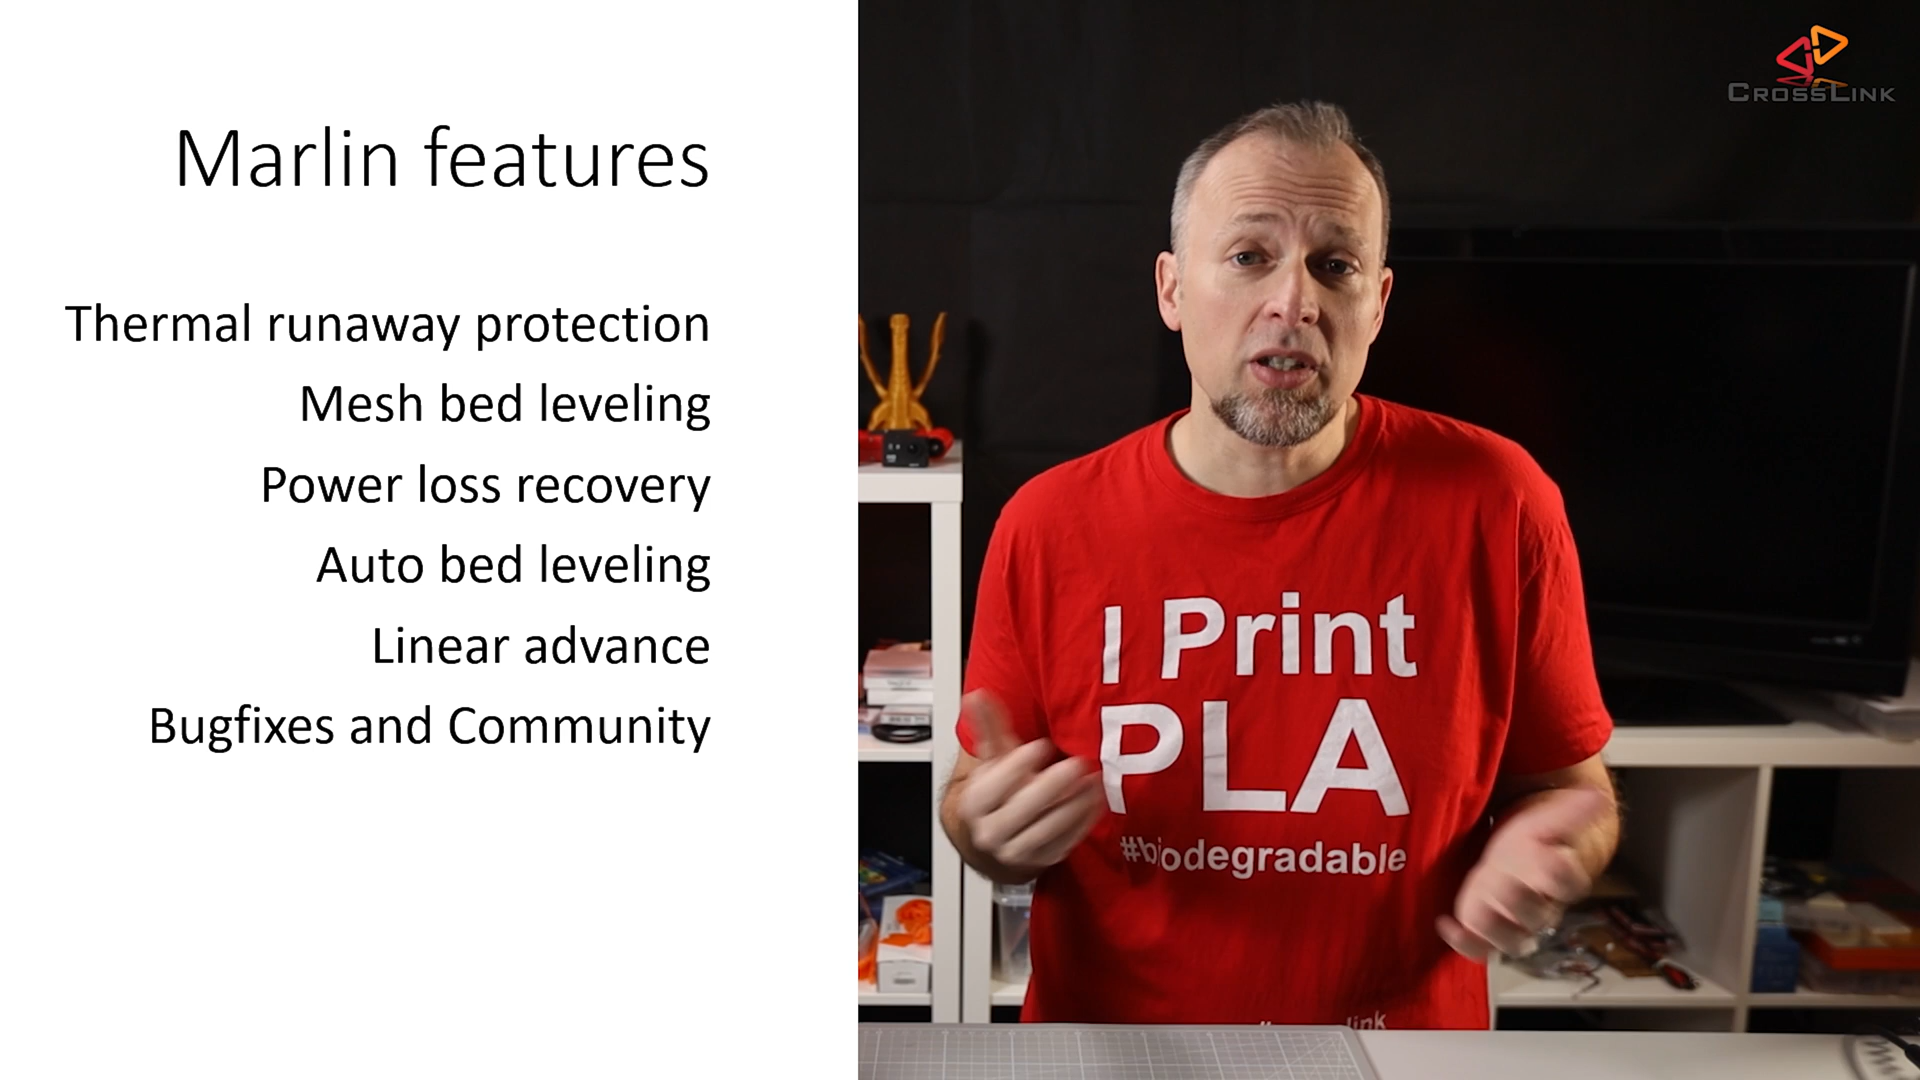 Marlin features
Thermal runaway protection
Mesh bed leveling
Power loss recovery
Auto bed leveling
Linear advance
Bugfixes and Community
CROSSLINK
I Print
PLA
#biodegradable